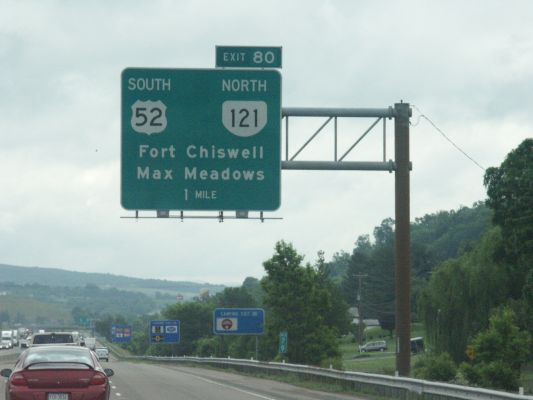 EXIT 80
SOUTH NORTH
52 121
Fort Chiswell
Max Meadows
1 MILE